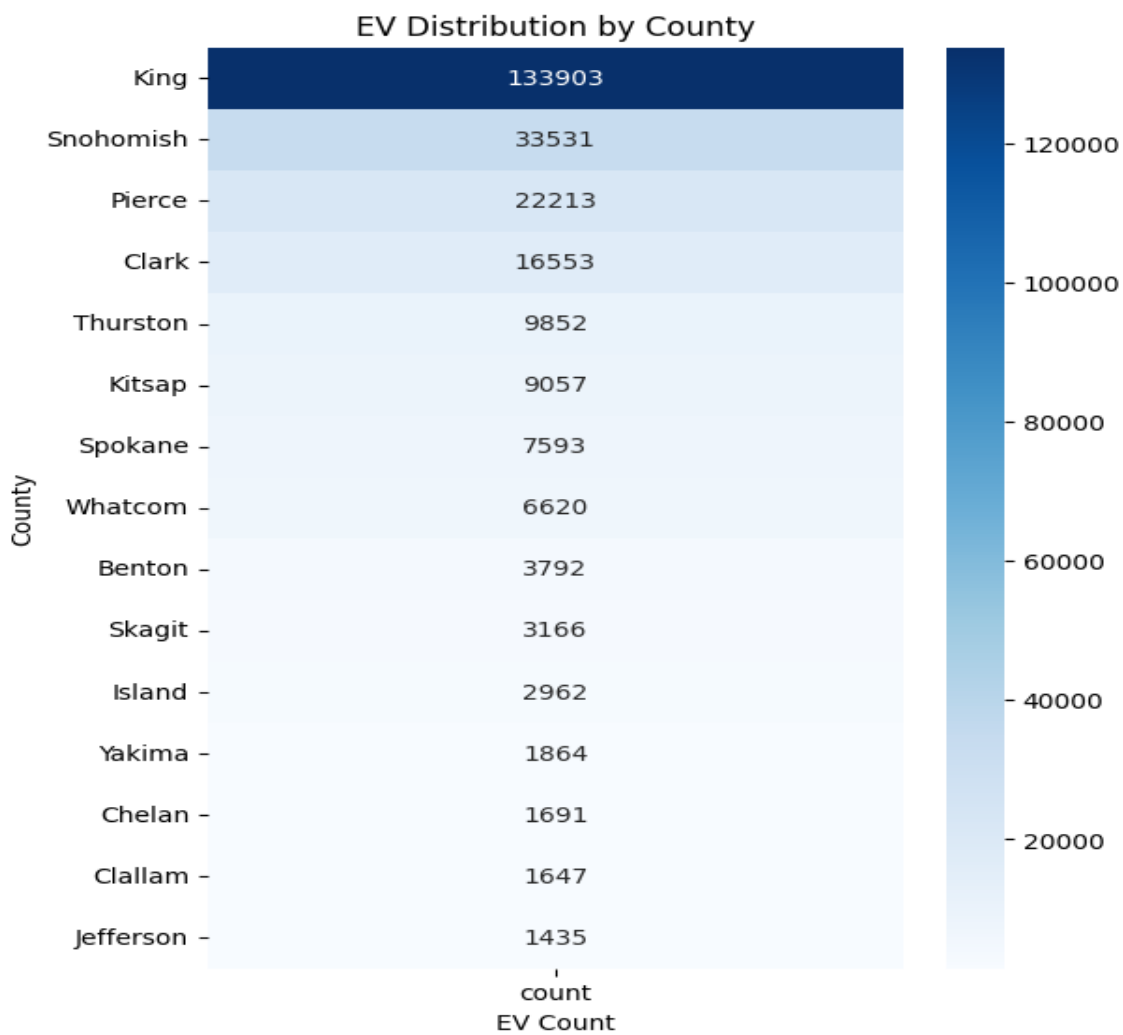 EV Distribution by County
King 133903
Snohomish 33531
Pierce 22213
Clark 16553
Thurston 9852
Kitsap 9057
Spokane 7593
Whatcom 6620
Benton 3792
Skagit 3166
Island 2962
Yakima 1864
Chelan 1691
Clallam 1647
Jefferson 1435
County
count
EV Count
120000
100000
80000
60000
40000
20000